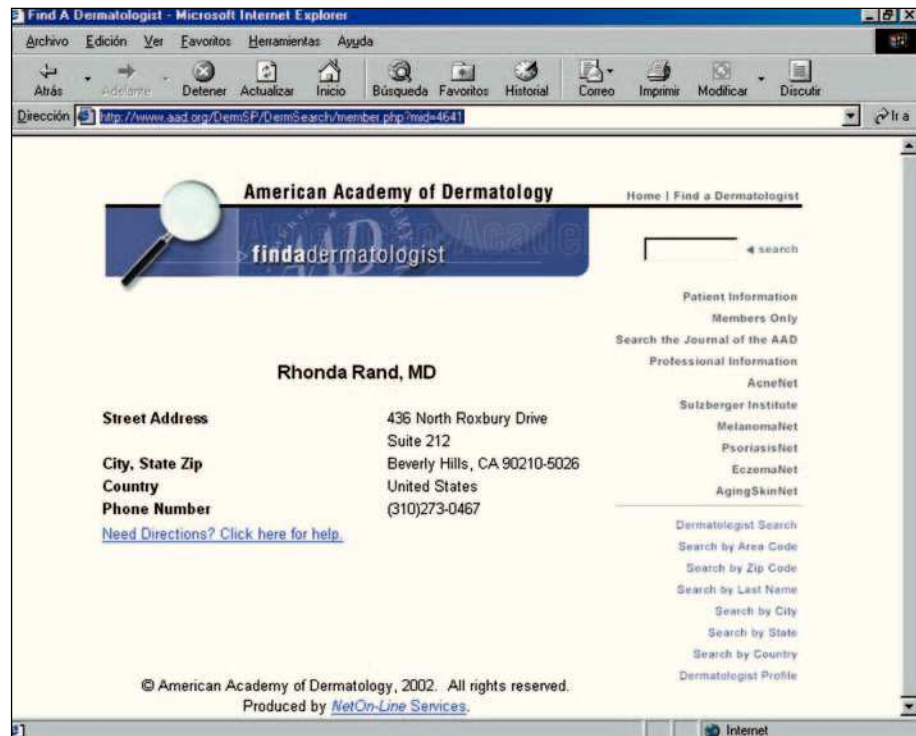 Find A Dermatologist - Microsoft Internet Explorer
Archivo Edición Ver Favoritos Herramientas Ayuda
Atrás Adelante Detener Actualizar Inicio Búsqueda Favoritos Historial Correo Imprimir Modificar Discutir
Dirección http://www.aad.org/DermSP/DermSearch/member.php?mid=4641 Ir a
American Academy of Dermatology
Home | Find a Dermatologist
>findadermatologist
search
Patient Information
Members Only
Search the Journal of the AAD
Professional Information
AcneNet
Sulzberger Institute
MelanomaNet
PsoriasisNet
EczemaNet
AgingSkinNet
Dermatologist Search
Search by Area Code
Search by Zip Code
Search by Last Name
Search by City
Search by State
Search by Country
Dermatologist Profile
Rhonda Rand, MD
Street Address 436 North Roxbury Drive
Suite 212
City, State Zip Beverly Hills, CA 90210-5026
Country United States
Phone Number (310)273-0467
Need Directions? Click here for help.
© American Academy of Dermatology, 2002. All rights reserved.
Produced by NetOn-Line Services.
Internet